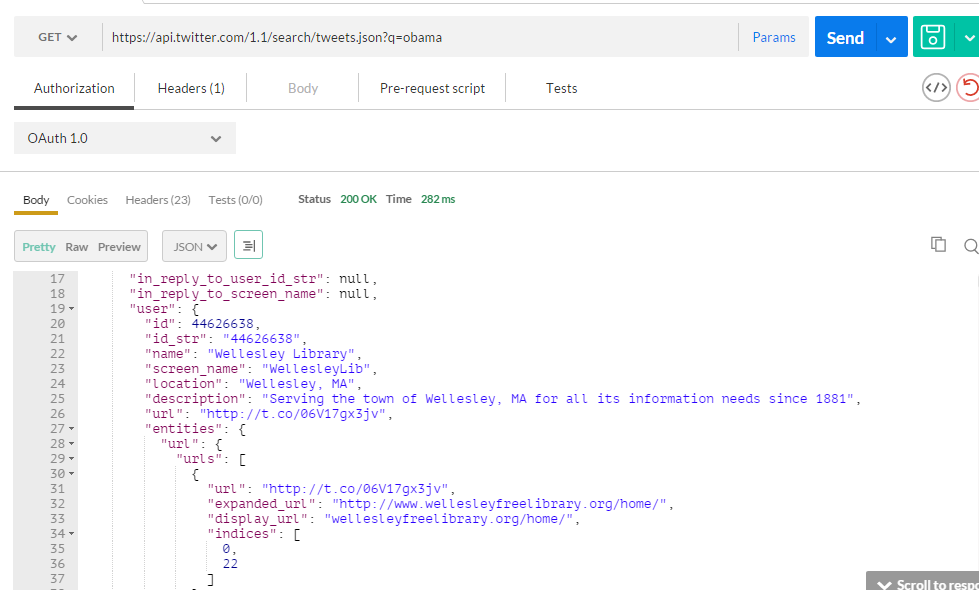 GET https://api.twitter.com/1.1/search/tweets.json?q=obama Params Send
Authorization Headers (1) Body Pre-request script Tests </>
OAuth 1.0
Body Cookies Headers (23) Tests (0/0) Status 200 OK Time 282 ms
Pretty Raw Preview JSON
17 "in_reply_to_user_id_str": null,
18 "in_reply_to_screen_name": null,
19 "user": {
20 "id": 44626638,
21 "id_str": "44626638",
22 "name": "Wellesley Library",
23 "screen_name": "WellesleyLib",
24 "location": "Wellesley, MA",
25 "description": "Serving the town of Wellesley, MA for all its information needs since 1881",
26 "url": "http://t.co/06V17gx3jv",
27 "entities": {
28 "url": {
29 "urls": [
30 {
31 "url": "http://t.co/06V17gx3jv",
32 "expanded_url": "http://www.wellesleyfreelibrary.org/home/",
33 "display_url": "wellesleyfreelibrary.org/home/",
34 "indices": [
35 0,
36 22
37 ]
Scroll to